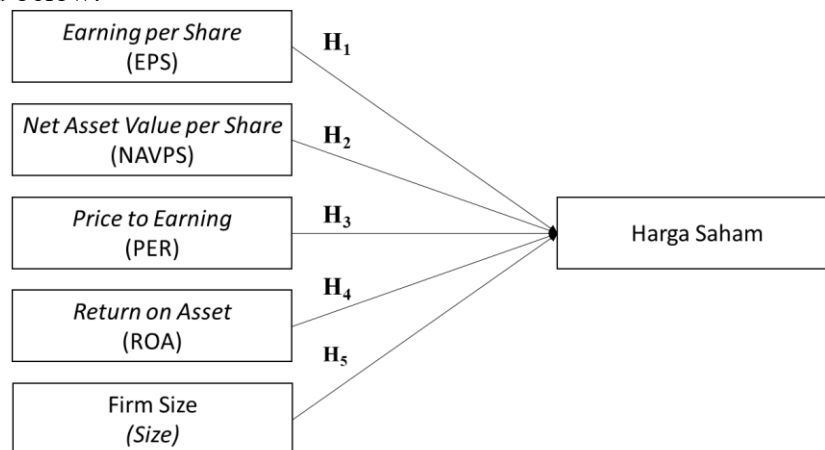 Earning per Share
(EPS)
H1
Net Asset Value per Share
(NAVPS)
H2
Price to Earning
(PER)
H3
Harga Saham
Return on Asset
(ROA)
H4
H5
Firm Size
(Size)